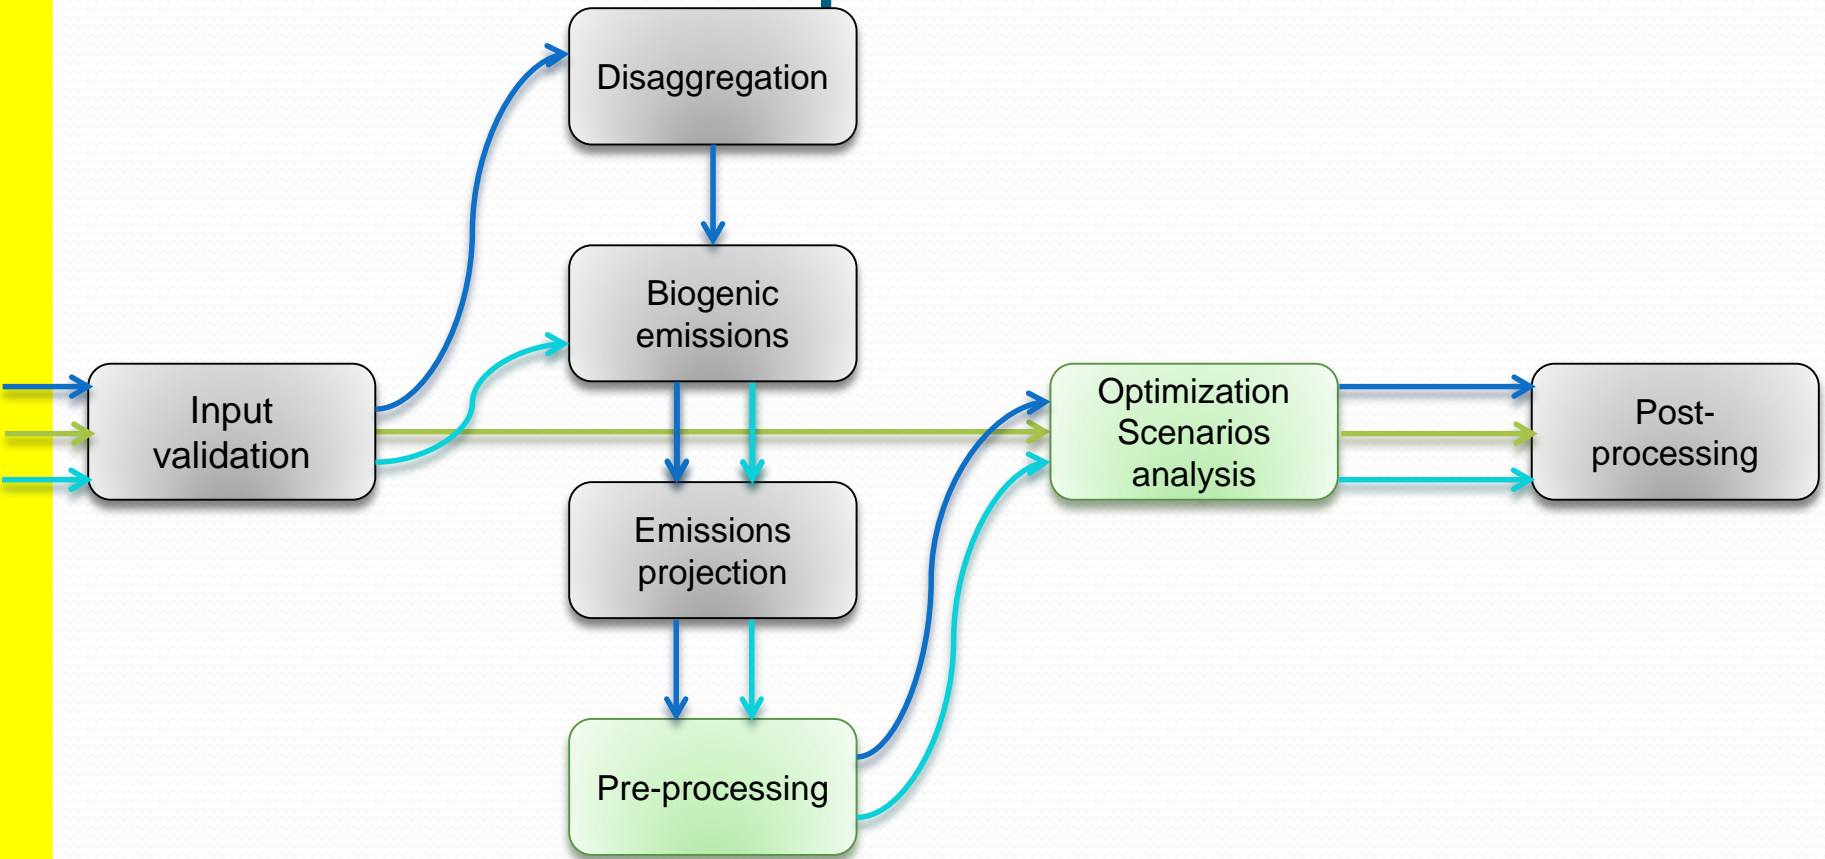 Disaggregation
Biogenic
emissions
Input
validation
Optimization
Scenarios
analysis
Post-
processing
Emissions
projection
Pre-processing